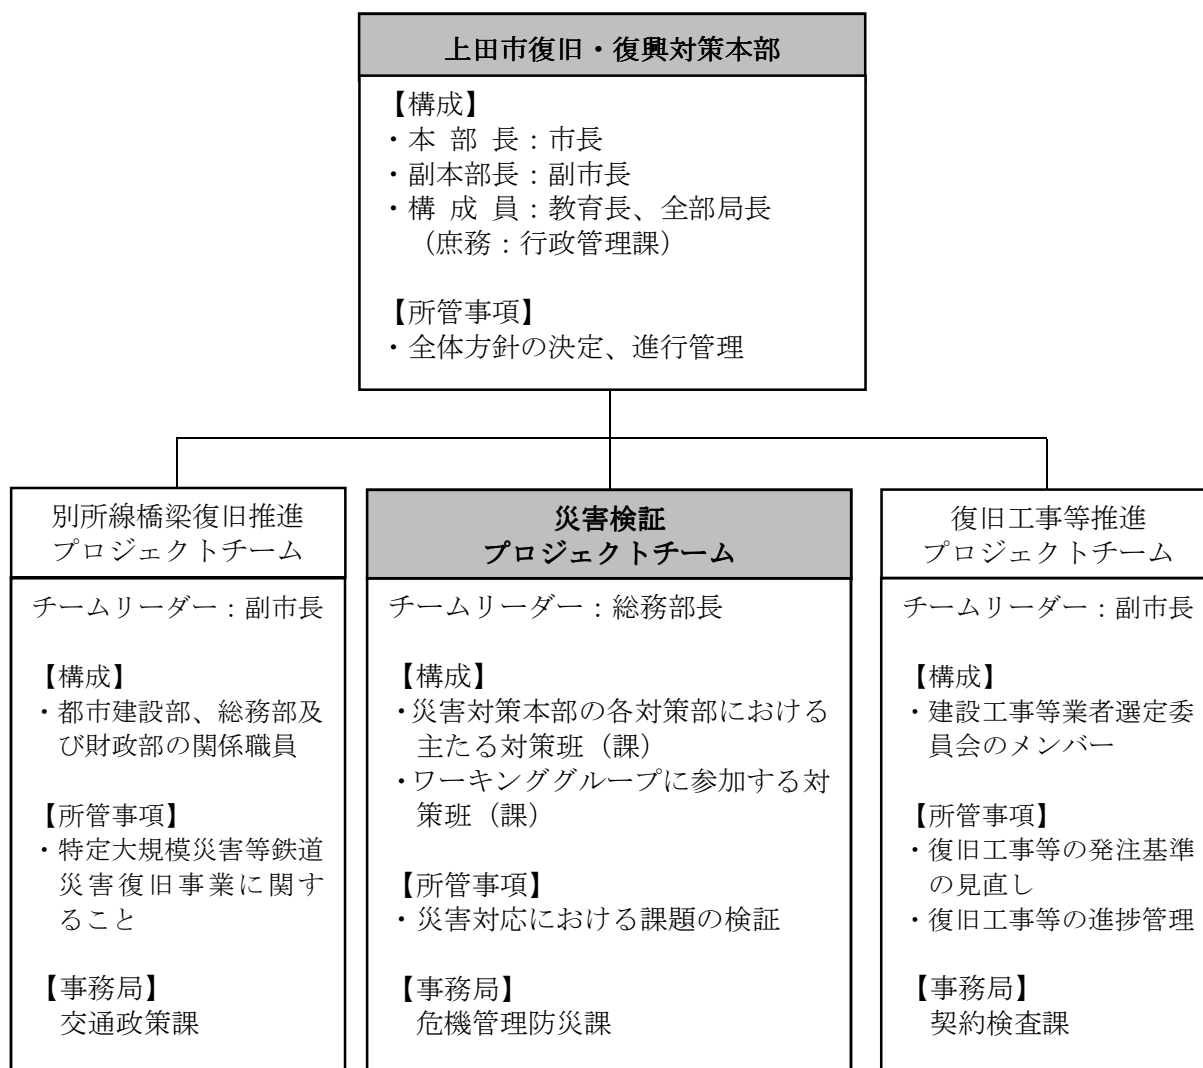 上田市復旧・復興対策本部
【構成】
・本 部 長：市長
・副本部長：副市長
・構 成 員：教育長、全部局長
（庶務：行政管理課）
【所管事項】
・全体方針の決定、進行管理
別所線橋梁復旧推進
プロジェクトチーム
チームリーダー：副市長
【構成】
・都市建設部、総務部及
び財政部の関係職員
【所管事項】
・特定大規模災害等鉄道
災害復旧事業に関す
ること
【事務局】
交通政策課
災害検証
プロジェクトチーム
チームリーダー：総務部長
【構成】
・災害対策本部の各対策部における
主たる対策班（課）
・ワーキンググループに参加する対
策班（課）
【所管事項】
・災害対応における課題の検証
【事務局】
危機管理防災課
復旧工事等推進
プロジェクトチーム
チームリーダー：副市長
【構成】
・建設工事等業者選定委
員会のメンバー
【所管事項】
・復旧工事等の発注基準
の見直し
・復旧工事等の進捗管理
【事務局】
契約検査課